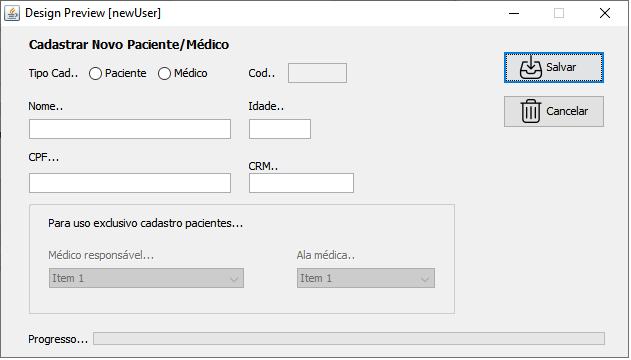 Design Preview [newUser]
Cadastrar Novo Paciente/Médico
Tipo Cad.. Paciente Médico Cod.. Salvar
Nome.. Idade.. Cancelar
CPF... CRM..
Para uso exclusivo cadastro pacientes...
Médico responsável... Ala médica..
Item 1 Item 1
Progresso...